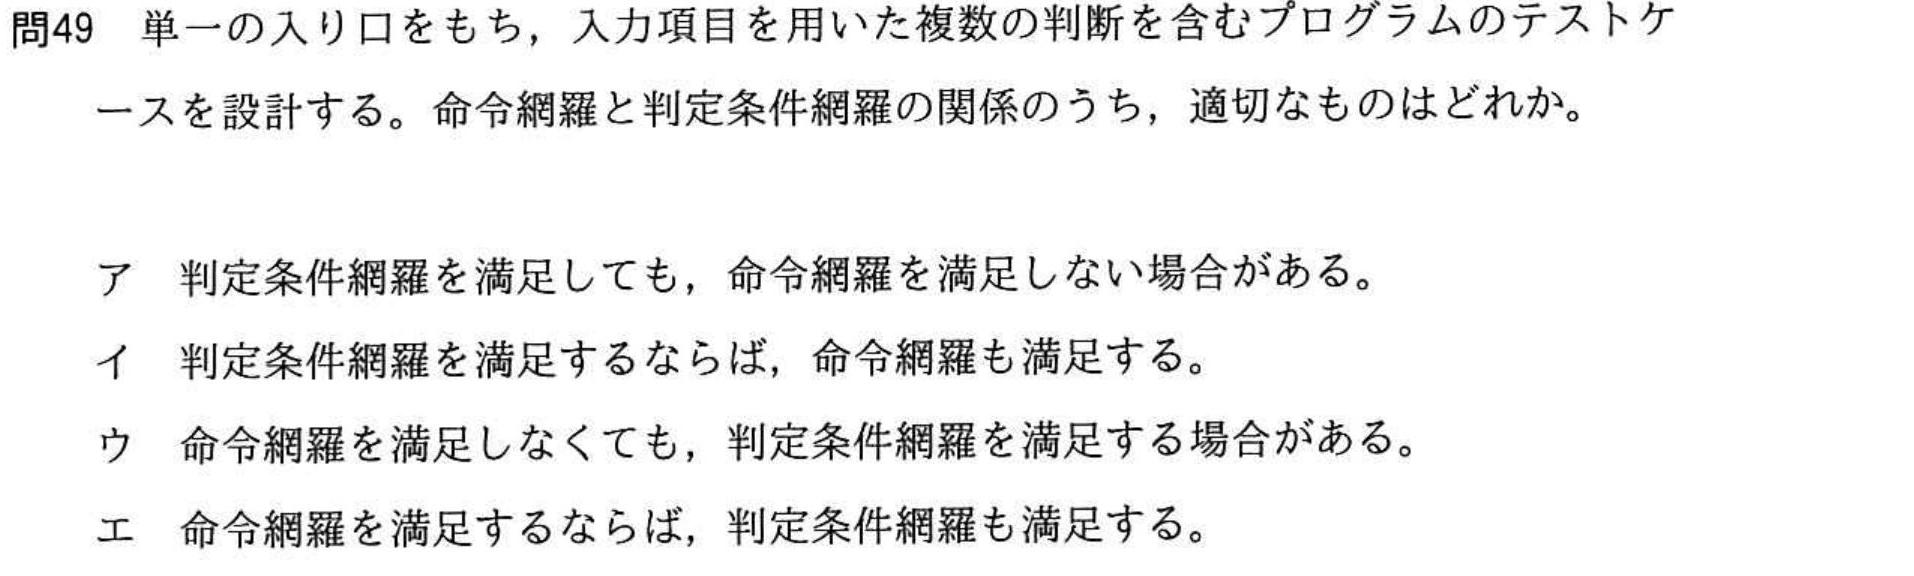 問49　単一の入り口をもち，入力項目を用いた複数の判断を含むプログラムのテストケ
ースを設計する。命令網羅と判定条件網羅の関係のうち，適切なものはどれか。
ア　判定条件網羅を満足しても，命令網羅を満足しない場合がある。
イ　判定条件網羅を満足するならば，命令網羅も満足する。
ウ　命令網羅を満足しなくても，判定条件網羅を満足する場合がある。
エ　命令網羅を満足するならば，判定条件網羅も満足する。